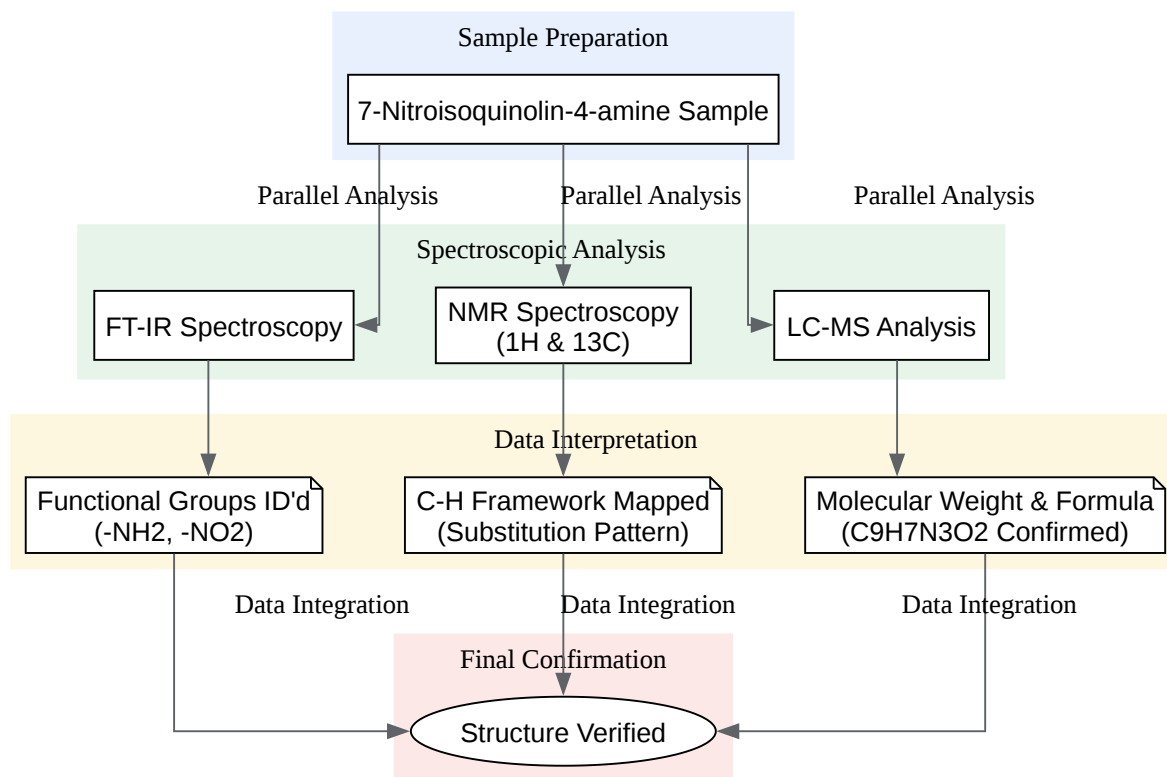 Sample Preparation
7-Nitroisoquinolin-4-amine Sample
Parallel Analysis
Parallel Analysis
Parallel Analysis
Spectroscopic Analysis
FT-IR Spectroscopy
NMR Spectroscopy
(1H & 13C)
LC-MS Analysis
Data Interpretation
Functional Groups ID'd
(-NH2, -NO2)
C-H Framework Mapped
(Substitution Pattern)
Molecular Weight & Formula
(C9H7N3O2 Confirmed)
Data Integration
Data Integration
Data Integration
Final Confirmation
Structure Verified